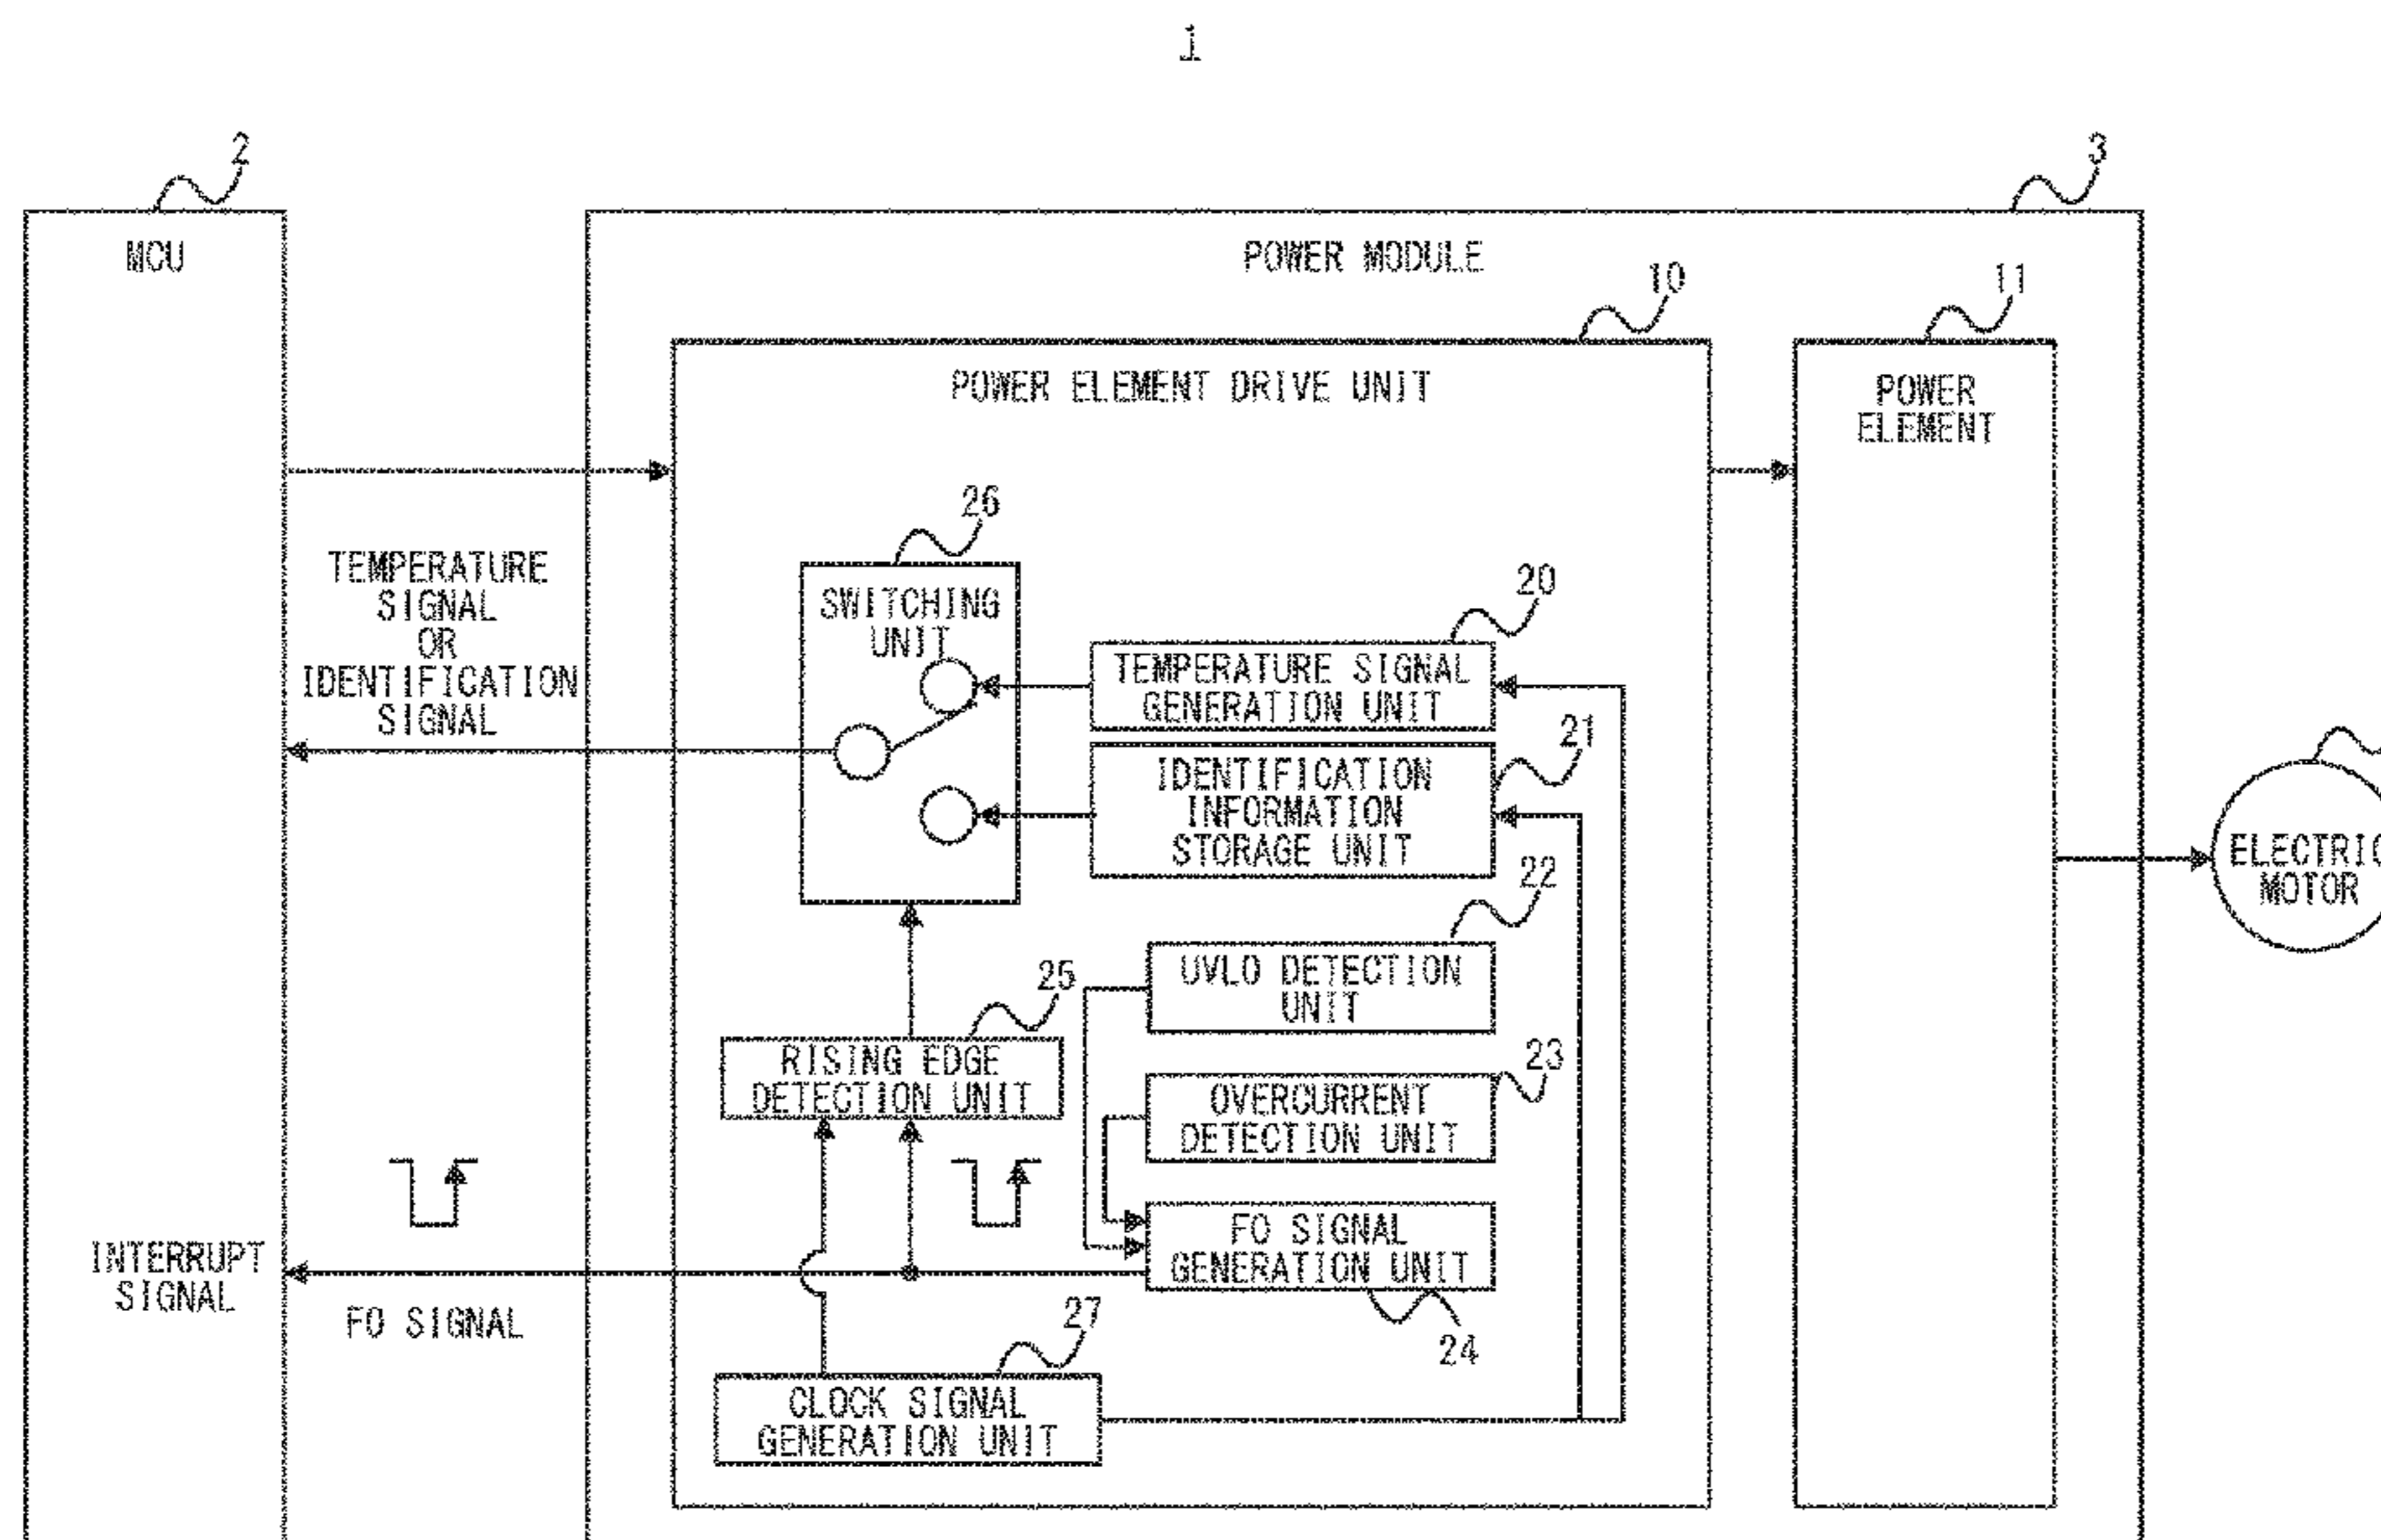 1
2
3
MCU
POWER MODULE
10
11
POWER ELEMENT DRIVE UNIT
POWER
ELEMENT
26
TEMPERATURE
SIGNAL
OR
IDENTIFICATION
SIGNAL
SWITCHING
UNIT
20
TEMPERATURE SIGNAL
GENERATION UNIT
21
IDENTIFICATION
INFORMATION
STORAGE UNIT
22
ELECTRIC
MOTOR
UVLO DETECTION
UNIT
25
RISING EDGE
DETECTION UNIT
23
OVERCURRENT
DETECTION UNIT
FO SIGNAL
GENERATION UNIT
24
INTERRUPT
SIGNAL
FO SIGNAL
27
CLOCK SIGNAL
GENERATION UNIT